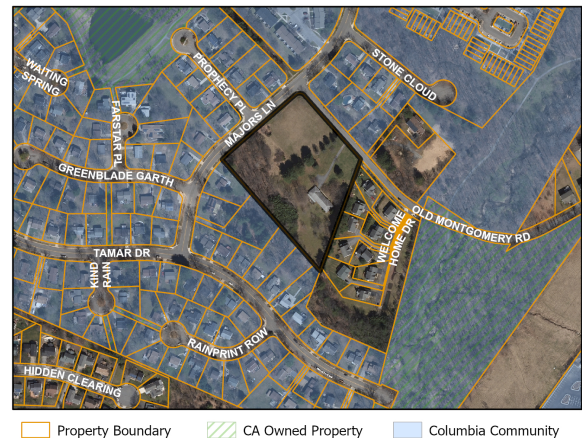 STONE CLOUD
PROPHECY PL
WAITING
SPRING
FARSTAR PL
MAJORS LN
GREENBLADE GARTH
OLD MONTGOMERY RD
WELCOME
HOME DR
TAMAR DR
KIND
RAIN
RAINPRINT ROW
HIDDEN CLEARING
Property Boundary
CA Owned Property
Columbia Community